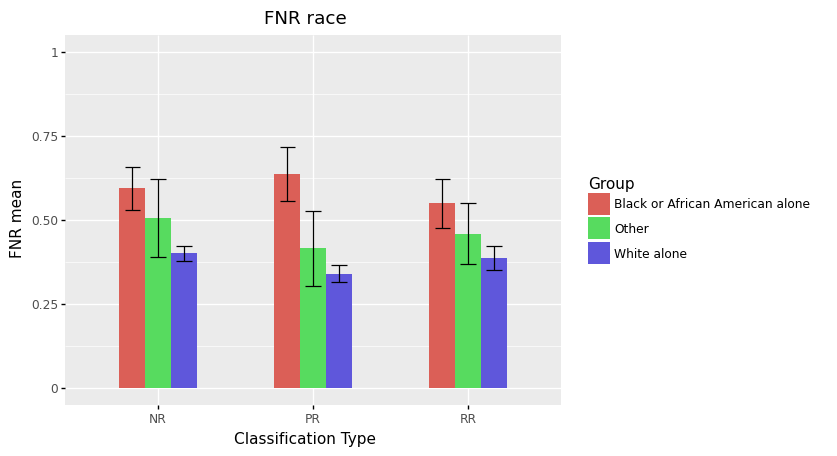 FNR race
1
0.75
0.50
0.25
0
FNR mean
NR
PR
RR
Classification Type
Group
Black or African American alone
Other
White alone